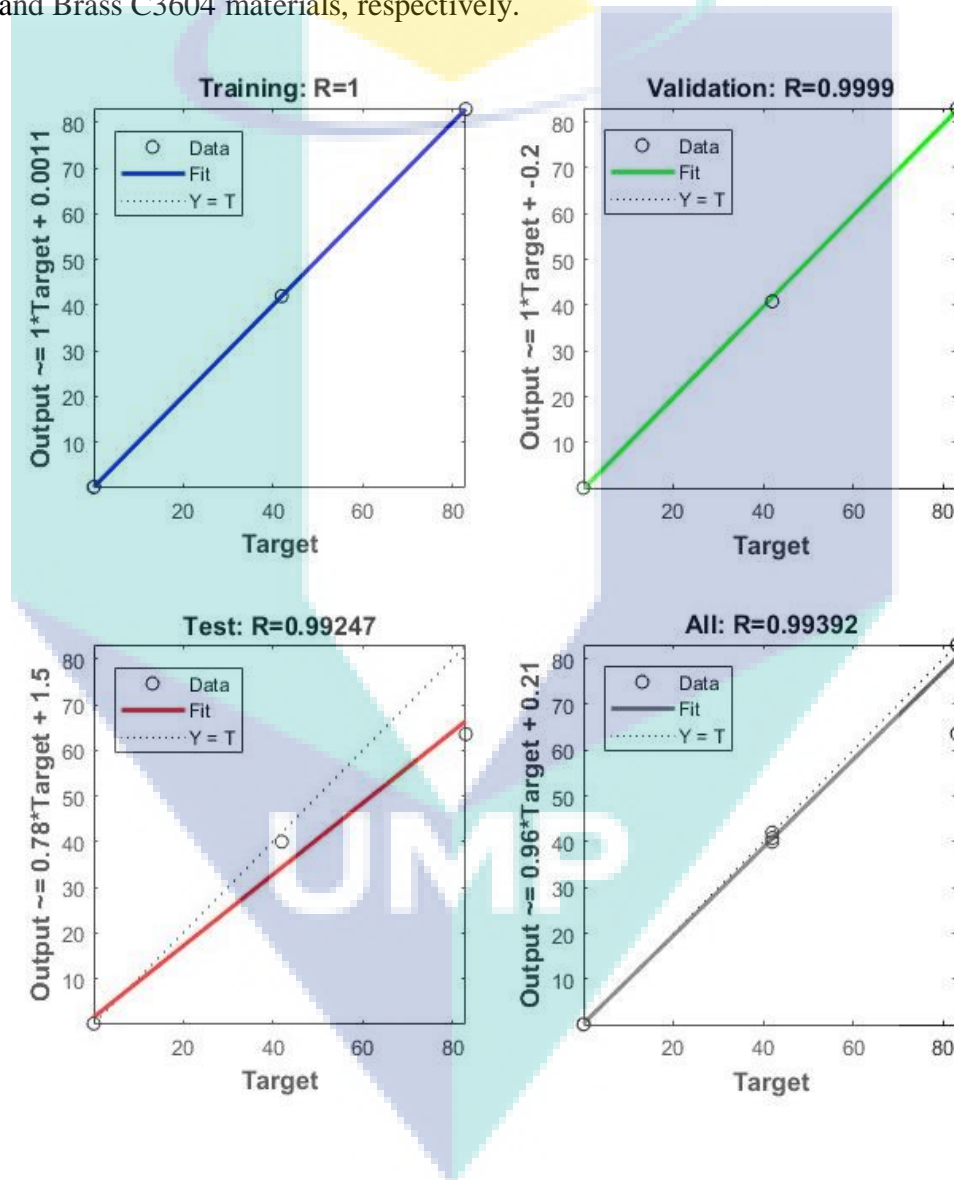 and Brass C3604 materials, respectively.
Training: R=1
Output ~= 1*Target + 0.0011
80
70
60
50
40
30
20
10
Data
Fit
Y = T
20 40 60 80
Target
Validation: R=0.9999
Output ~= 1*Target + -0.2
80
70
60
50
40
30
20
10
Data
Fit
Y = T
20 40 60 80
Target
Test: R=0.99247
Output ~= 0.78*Target + 1.5
80
70
60
50
40
30
20
10
Data
Fit
Y = T
20 40 60 80
Target
All: R=0.99392
Output ~= 0.96*Target + 0.21
80
70
60
50
40
30
20
10
Data
Fit
Y = T
20 40 60 80
Target
UMP